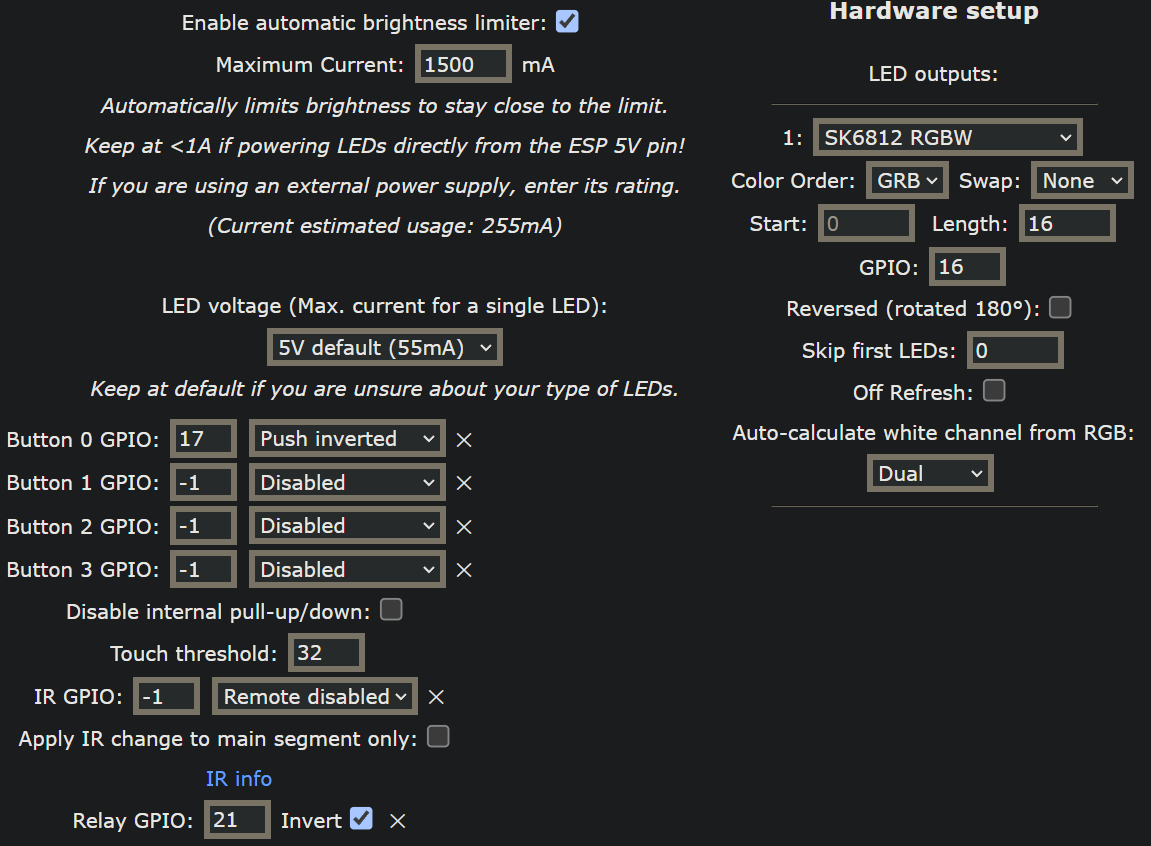 Enable automatic brightness limiter:
Maximum Current: 1500 mA
Automatically limits brightness to stay close to the limit.
Keep at <1A if powering LEDs directly from the ESP 5V pin!
If you are using an external power supply, enter its rating.
(Current estimated usage: 255mA)
LED voltage (Max. current for a single LED):
5V default (55mA)
Keep at default if you are unsure about your type of LEDs.
Button 0 GPIO: 17 Push inverted ×
Button 1 GPIO: -1 Disabled ×
Button 2 GPIO: -1 Disabled ×
Button 3 GPIO: -1 Disabled ×
Disable internal pull-up/down:
Touch threshold: 32
IR GPIO: -1 Remote disabled ×
Apply IR change to main segment only:
IR info
Relay GPIO: 21 Invert ×
Hardware setup
LED outputs:
1: SK6812 RGBW
Color Order: GRB Swap: None
Start: 0 Length: 16
GPIO: 16
Reversed (rotated 180°):
Skip first LEDs: 0
Off Refresh:
Auto-calculate white channel from RGB:
Dual